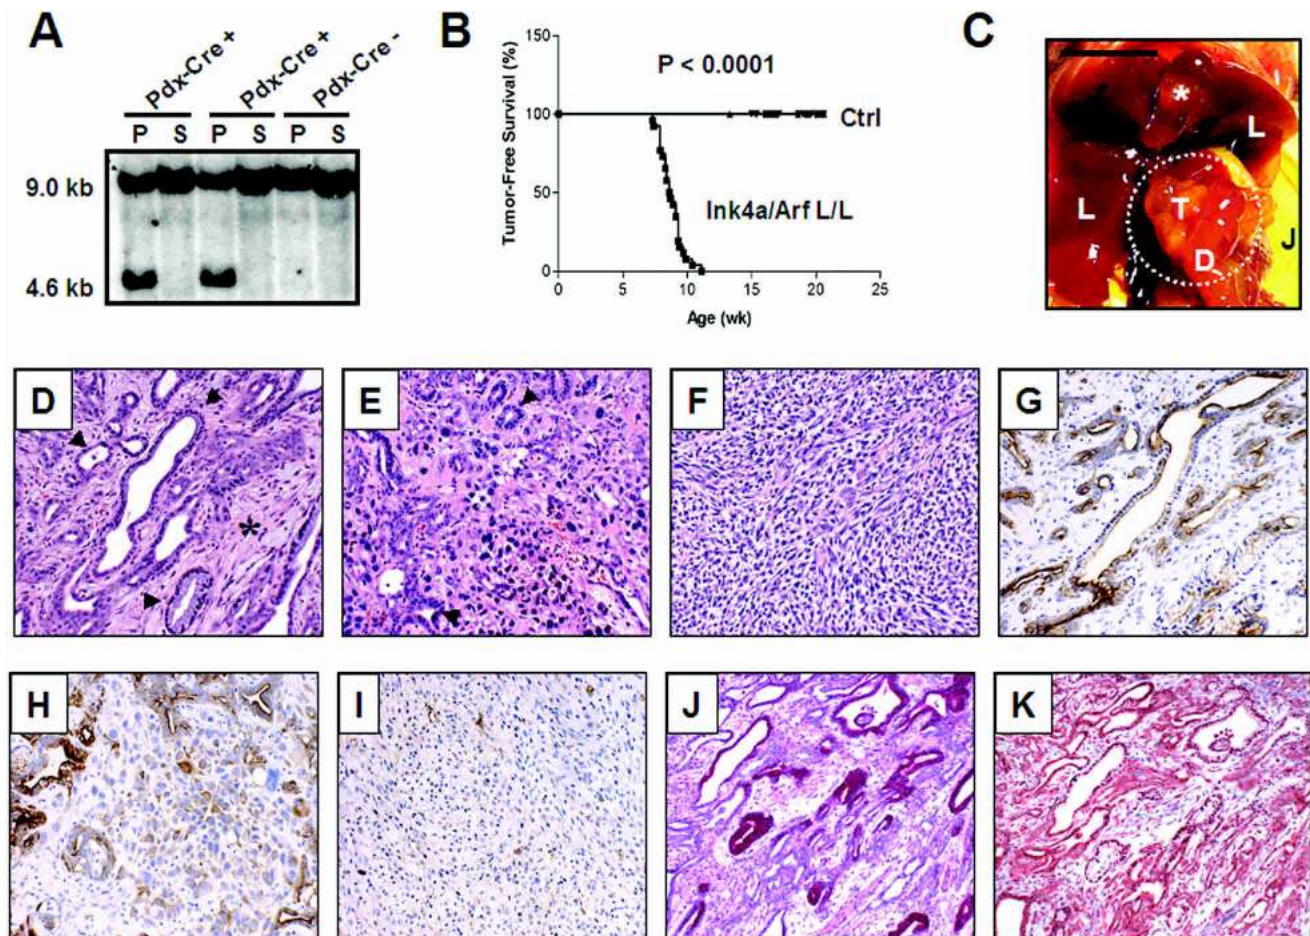 A
Pdx-Cre + Pdx-Cre + Pdx-Cre -
P S P S P S
9.0 kb
4.6 kb
B
Tumor-Free Survival (%)
150
100
50
0
P < 0.0001
Ctrl
Ink4a/Arf L/L
0 5 10 15 20 25
Age (wk)
C
*
L
L
T
D
J
D
*
E
F
G
H
I
J
K